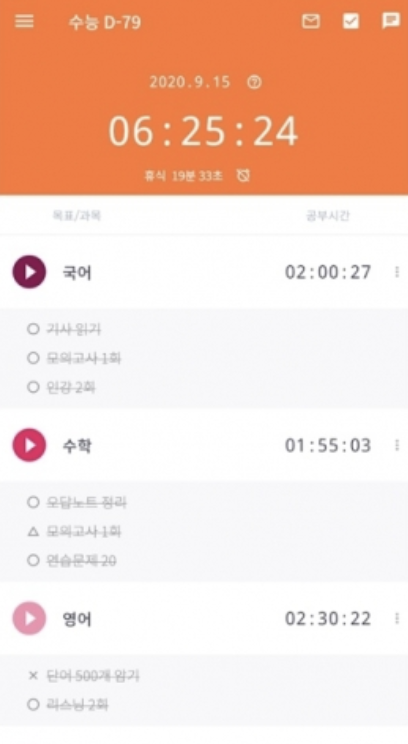 수능 D-79
2020.9.15
06:25:24
휴식 19분 33초
목표/과목 공부시간
국어 02:00:27
기사 읽기
모의고사 1회
인강 2회
수학 01:55:03
오답노트 정리
모의고사 1회
연습문제 20
영어 02:30:22
단어 500개 암기
리스닝 2회